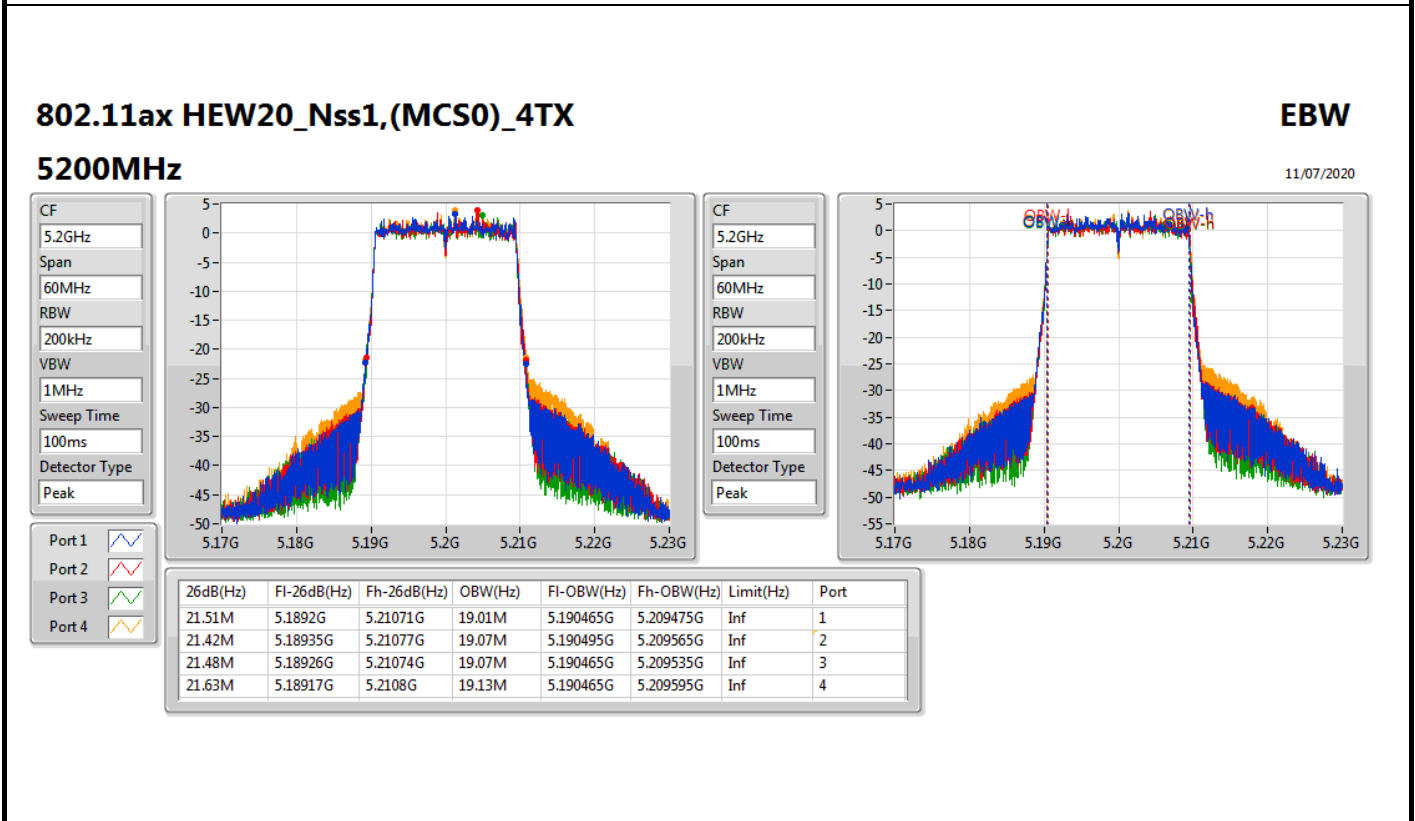 802.11ax HEW20_Nss1,(MCS0)_4TX EBW
5200MHz 11/07/2020
CF
5.2GHz
Span
60MHz
RBW
200kHz
VBW
1MHz
Sweep Time
100ms
Detector Type
Peak
5
0
-5
-10
-15
-20
-25
-30
-35
-40
-45
-50
5.17G 5.18G 5.19G 5.2G 5.21G 5.22G 5.23G
CF
5.2GHz
Span
60MHz
RBW
200kHz
VBW
1MHz
Sweep Time
100ms
Detector Type
Peak
OBW-h
OBW-h
5
0
-5
-10
-15
-20
-25
-30
-35
-40
-45
-50
-55
5.17G 5.18G 5.19G 5.2G 5.21G 5.22G 5.23G
Port 1
Port 2
Port 3
Port 4
26dB(Hz) Fl-26dB(Hz) Fh-26dB(Hz) OBW(Hz) Fl-OBW(Hz) Fh-OBW(Hz) Limit(Hz) Port
21.51M 5.1892G 5.21071G 19.01M 5.190465G 5.209475G Inf 1
21.42M 5.18935G 5.21077G 19.07M 5.190495G 5.209565G Inf 2
21.48M 5.18926G 5.21074G 19.07M 5.190465G 5.209535G Inf 3
21.63M 5.18917G 5.2108G 19.13M 5.190465G 5.209595G Inf 4